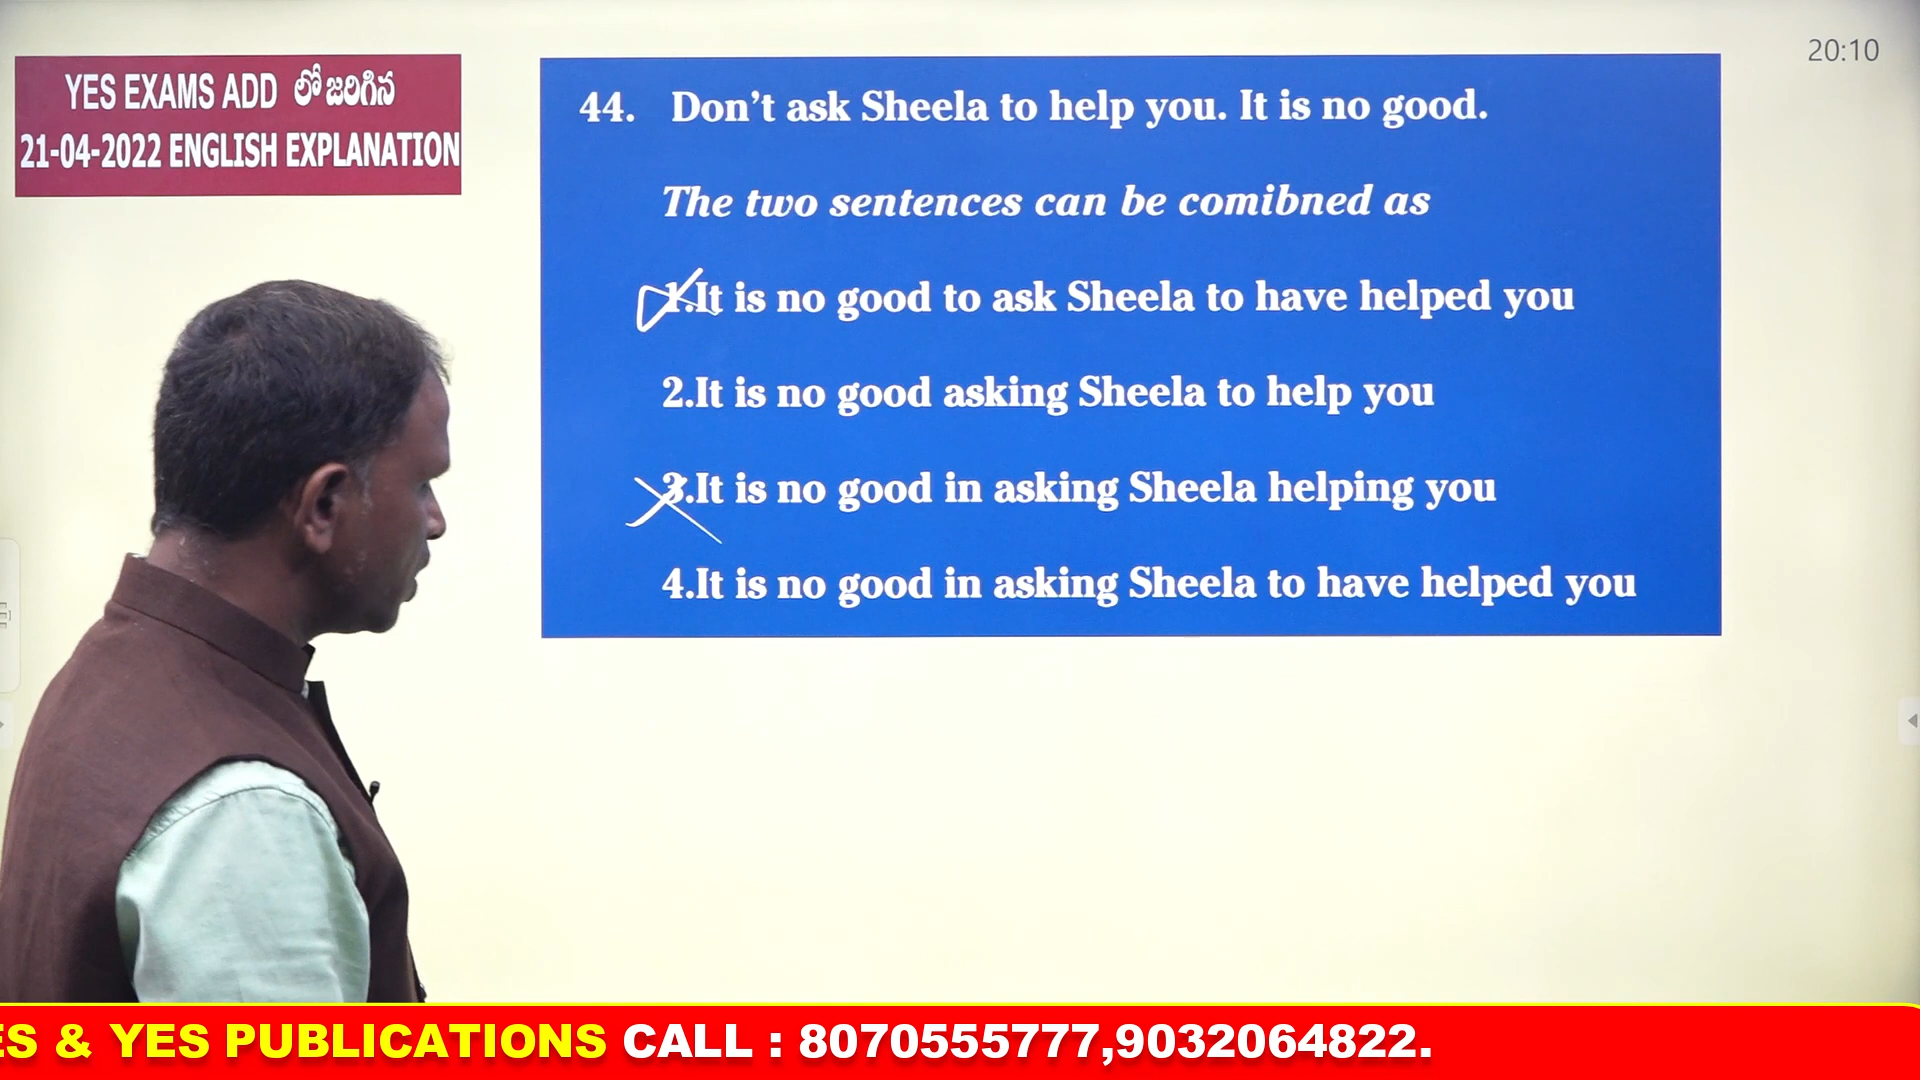 YES EXAMS ADD లో జరిగిన
21-04-2022 ENGLISH EXPLANATION
20:10
44. Don't ask Sheela to help you. It is no good.
The two sentences can be comibned as
1.It is no good to ask Sheela to have helped you
2.It is no good asking Sheela to help you
3.It is no good in asking Sheela helping you
4.It is no good in asking Sheela to have helped you
ES & YES PUBLICATIONS CALL : 8070555777,9032064822.